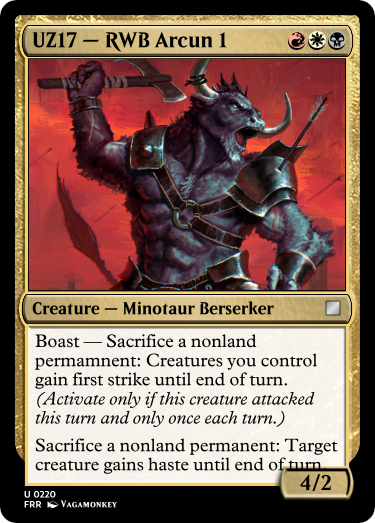 UZ17 — RWB Arcun 1
Creature — Minotaur Berserker
Boast — Sacrifice a nonland
permamnent: Creatures you control
gain first strike until end of turn.
(Activate only if this creature attacked
this turn and only once each turn.)
Sacrifice a nonland permanent: Target
creature gains haste until end of turn
4/2
U 0220
FRR VAGAMONKEY